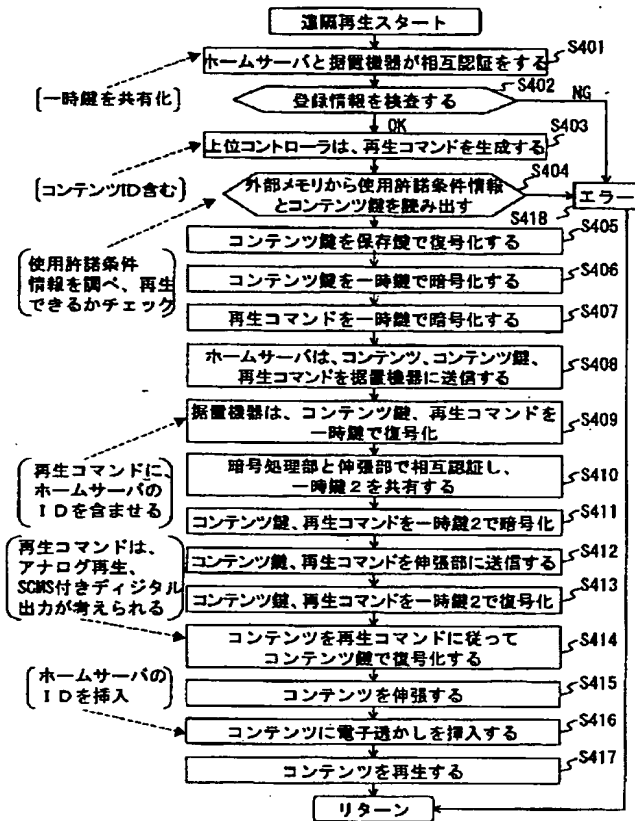 遠隔再生スタート
S401
ホームサーバと据置機器が相互認証をする
S402
〔一時鍵を共有化〕
登録情報を検査する
NG
OK
S403
上位コントローラは、再生コマンドを生成する
S404
〔コンテンツID含む〕
外部メモリから使用許諾条件情報
とコンテンツ鍵を読み出す
エラー
S418
S405
コンテンツ鍵を保存鍵で復号化する
使用許諾条件
情報を調べ、再生
できるかチェック
S406
コンテンツ鍵を一時鍵で暗号化する
S407
再生コマンドを一時鍵で暗号化する
ホームサーバは、コンテンツ、コンテンツ鍵、
再生コマンドを据置機器に送信する
S408
据置機器は、コンテンツ鍵、再生コマンドを
一時鍵で復号化
S409
再生コマンドに、
ホームサーバの
IDを含ませる
暗号処理部と伸張部で相互認証し、
一時鍵2を共有する
S410
S411
コンテンツ鍵、再生コマンドを一時鍵2で暗号化
再生コマンドは、
アナログ再生、
SCMS付きディジタル
出力が考えられる
S412
コンテンツ鍵、再生コマンドを伸張部に送信する
S413
コンテンツ鍵、再生コマンドを一時鍵2で復号化
コンテンツを再生コマンドに従って
コンテンツ鍵で復号化する
S414
ホームサーバの
IDを挿入
S415
コンテンツを伸張する
S416
コンテンツに電子透かしを挿入する
S417
コンテンツを再生する
リターン